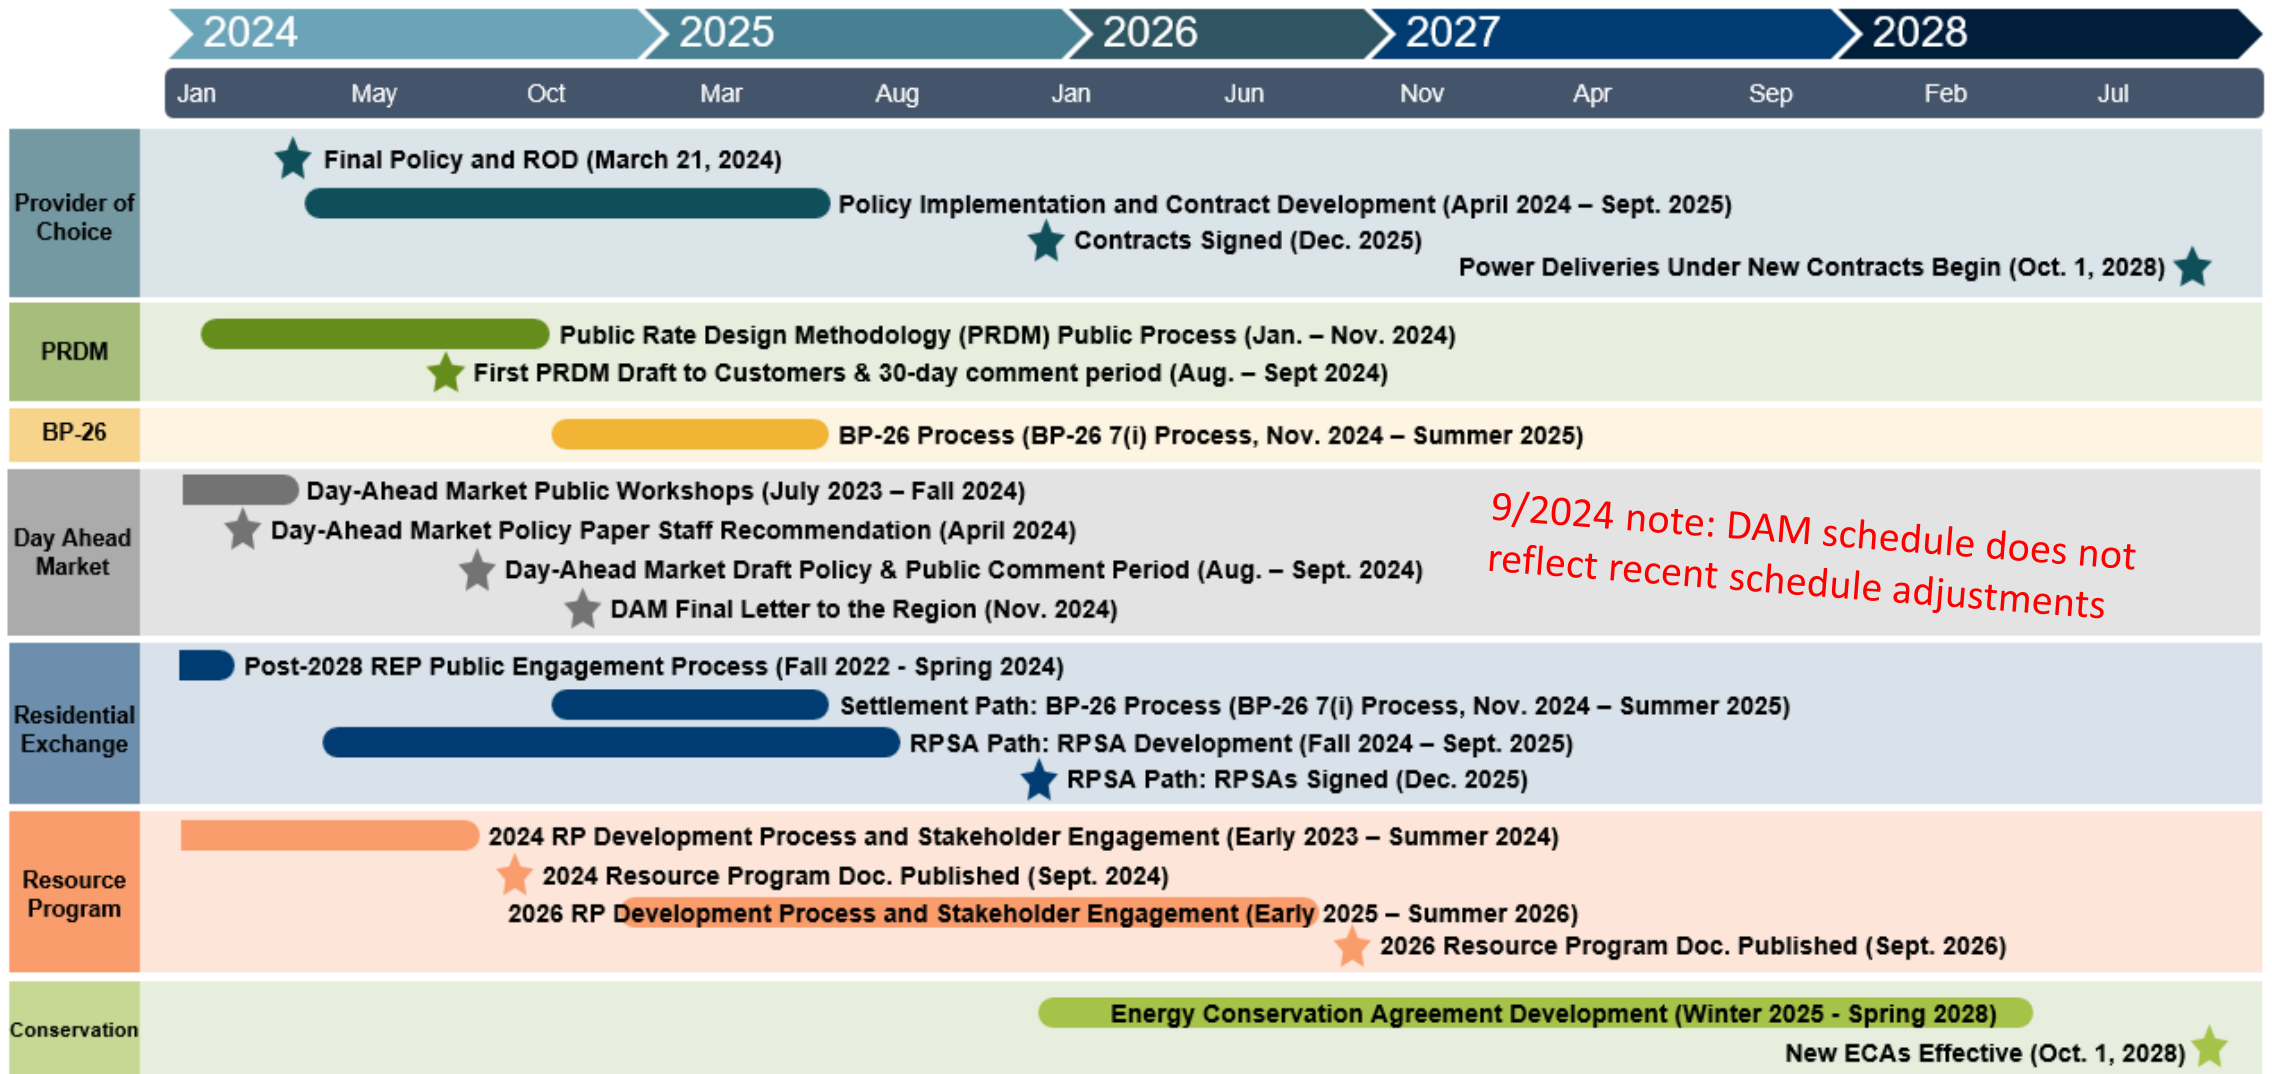 2024 2025 2026 2027 2028
Jan May Oct Mar Aug Jan Jun Nov Apr Sep Feb Jul
Provider of
Choice
Final Policy and ROD (March 21, 2024)
Policy Implementation and Contract Development (April 2024 – Sept. 2025)
Contracts Signed (Dec. 2025)
Power Deliveries Under New Contracts Begin (Oct. 1, 2028)
PRDM
Public Rate Design Methodology (PRDM) Public Process (Jan. – Nov. 2024)
First PRDM Draft to Customers & 30-day comment period (Aug. – Sept 2024)
BP-26
BP-26 Process (BP-26 7(i) Process, Nov. 2024 – Summer 2025)
Day Ahead
Market
Day-Ahead Market Public Workshops (July 2023 – Fall 2024)
Day-Ahead Market Policy Paper Staff Recommendation (April 2024)
Day-Ahead Market Draft Policy & Public Comment Period (Aug. – Sept. 2024)
DAM Final Letter to the Region (Nov. 2024)
9/2024 note: DAM schedule does not
reflect recent schedule adjustments
Residential
Exchange
Post-2028 REP Public Engagement Process (Fall 2022 - Spring 2024)
Settlement Path: BP-26 Process (BP-26 7(i) Process, Nov. 2024 – Summer 2025)
RPSA Path: RPSA Development (Fall 2024 – Sept. 2025)
RPSA Path: RPSAs Signed (Dec. 2025)
Resource
Program
2024 RP Development Process and Stakeholder Engagement (Early 2023 – Summer 2024)
2024 Resource Program Doc. Published (Sept. 2024)
2026 RP Development Process and Stakeholder Engagement (Early 2025 – Summer 2026)
2026 Resource Program Doc. Published (Sept. 2026)
Conservation
Energy Conservation Agreement Development (Winter 2025 - Spring 2028)
New ECAs Effective (Oct. 1, 2028)